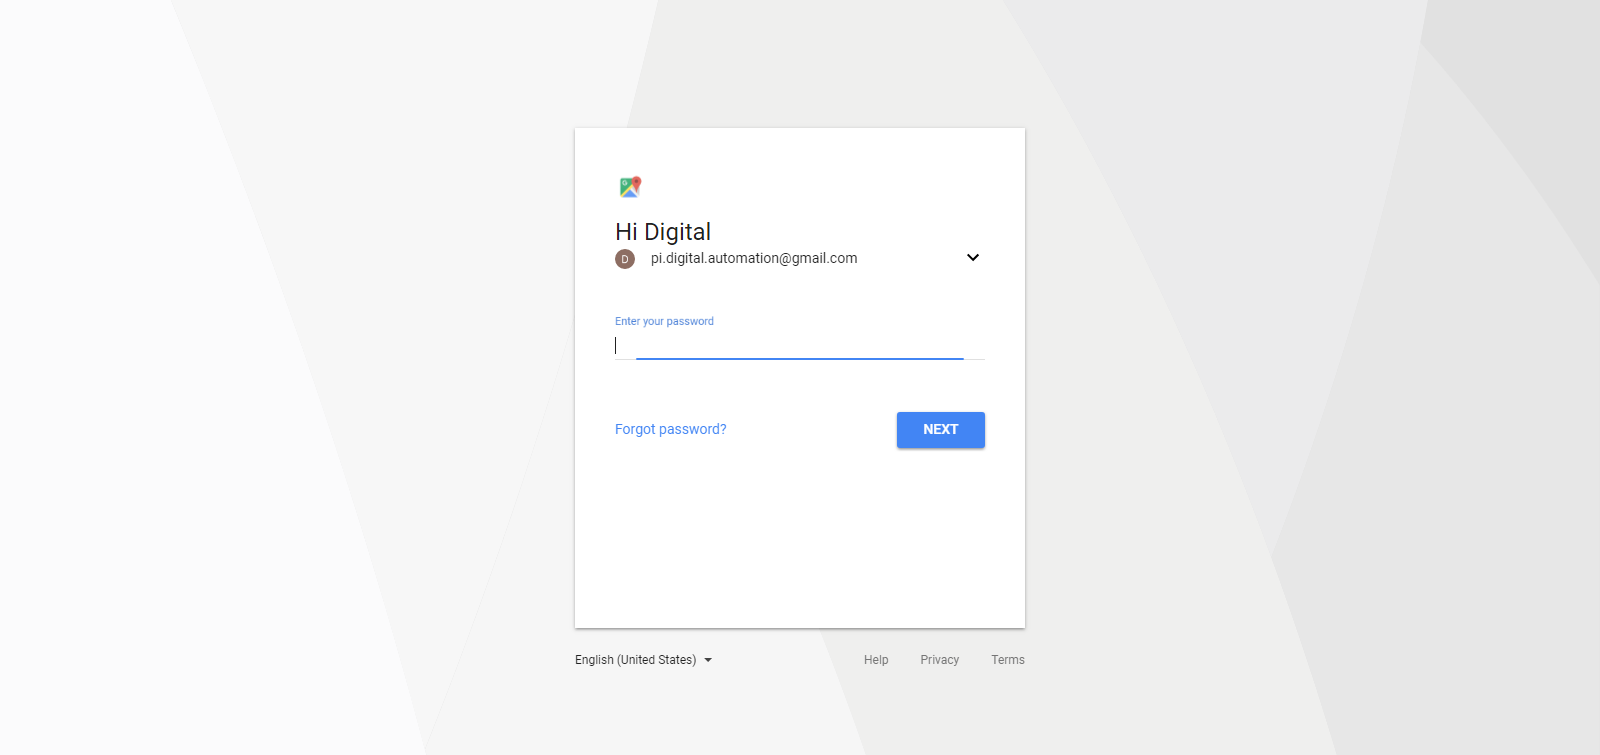 Hi Digital
D pi.digital.automation@gmail.com
Enter your password
Forgot password? NEXT
English (United States) Help Privacy Terms